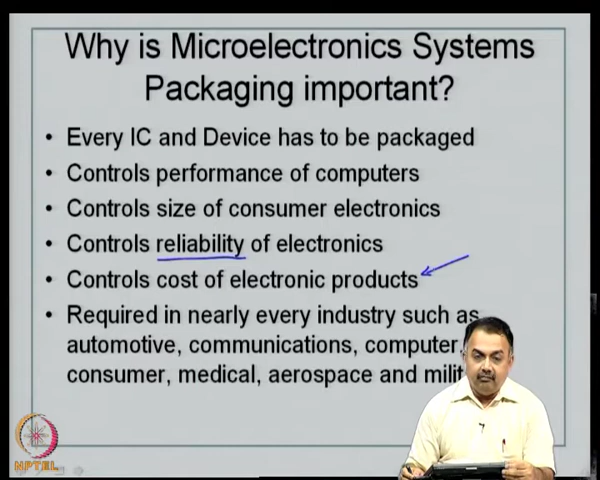 Why is Microelectronics Systems
Packaging important?
• Every IC and Device has to be packaged
• Controls performance of computers
• Controls size of consumer electronics
• Controls reliability of electronics
• Controls cost of electronic products
• Required in nearly every industry such as
automotive, communications, computer,
consumer, medical, aerospace and milit
NPTEL